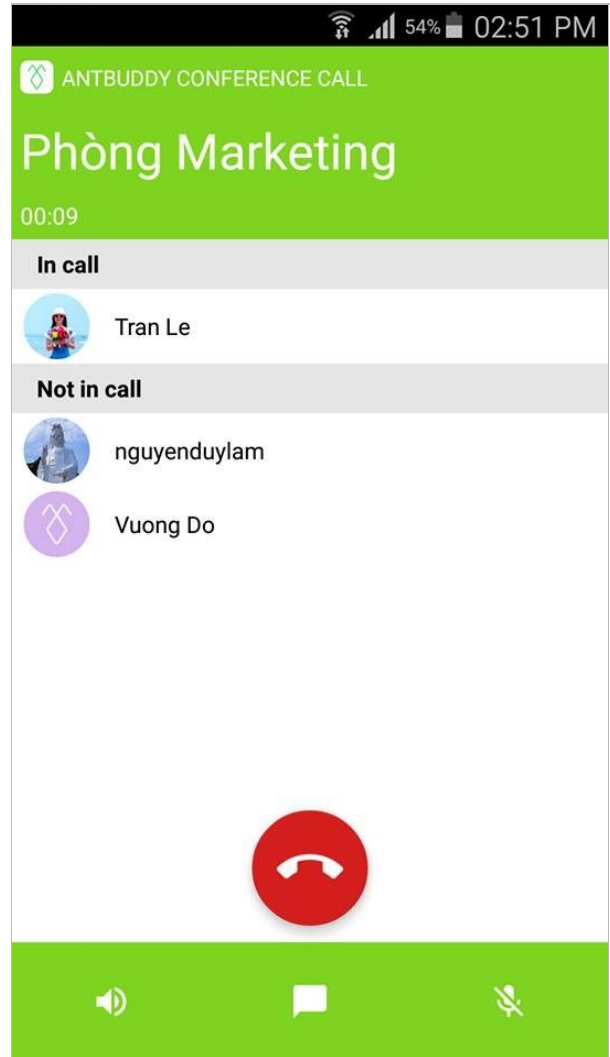 54% 02:51 PM
ANTBUDDY CONFERENCE CALL
Phòng Marketing
00:09
In call
Tran Le
Not in call
nguyenduylam
Vuong Do